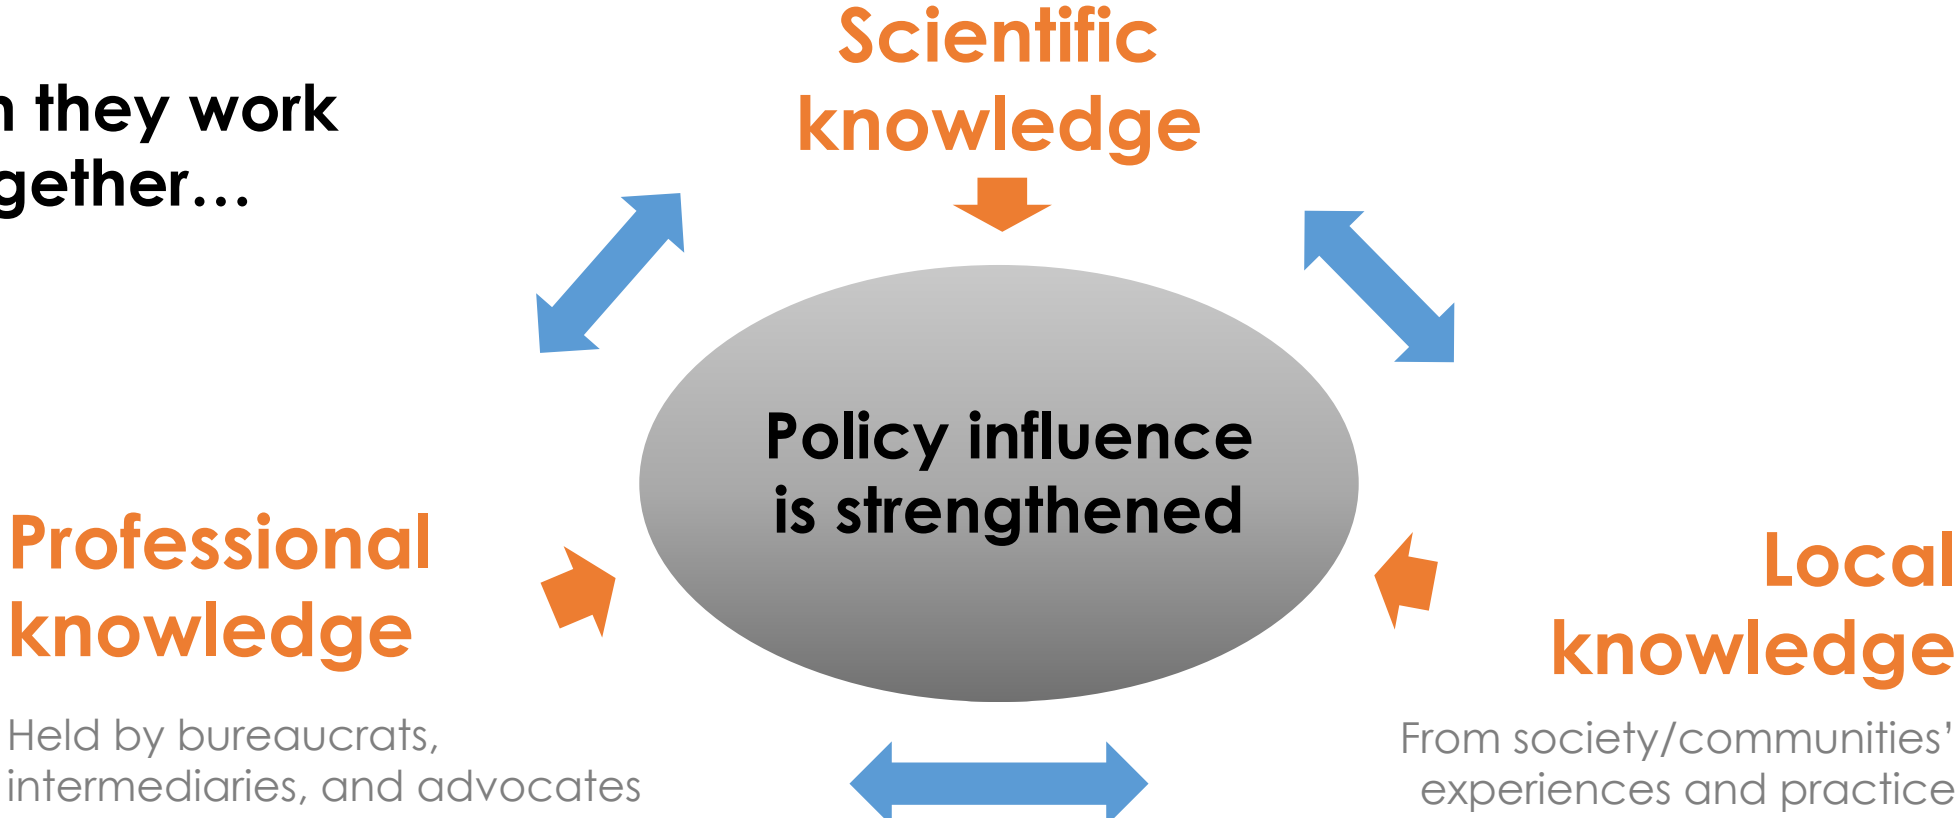 Scientific
knowledge
they work
gether…
Policy influence
is strengthened
Professional
knowledge
Held by bureaucrats,
intermediaries, and advocates
Local
knowledge
From society/communities’
experiences and practice